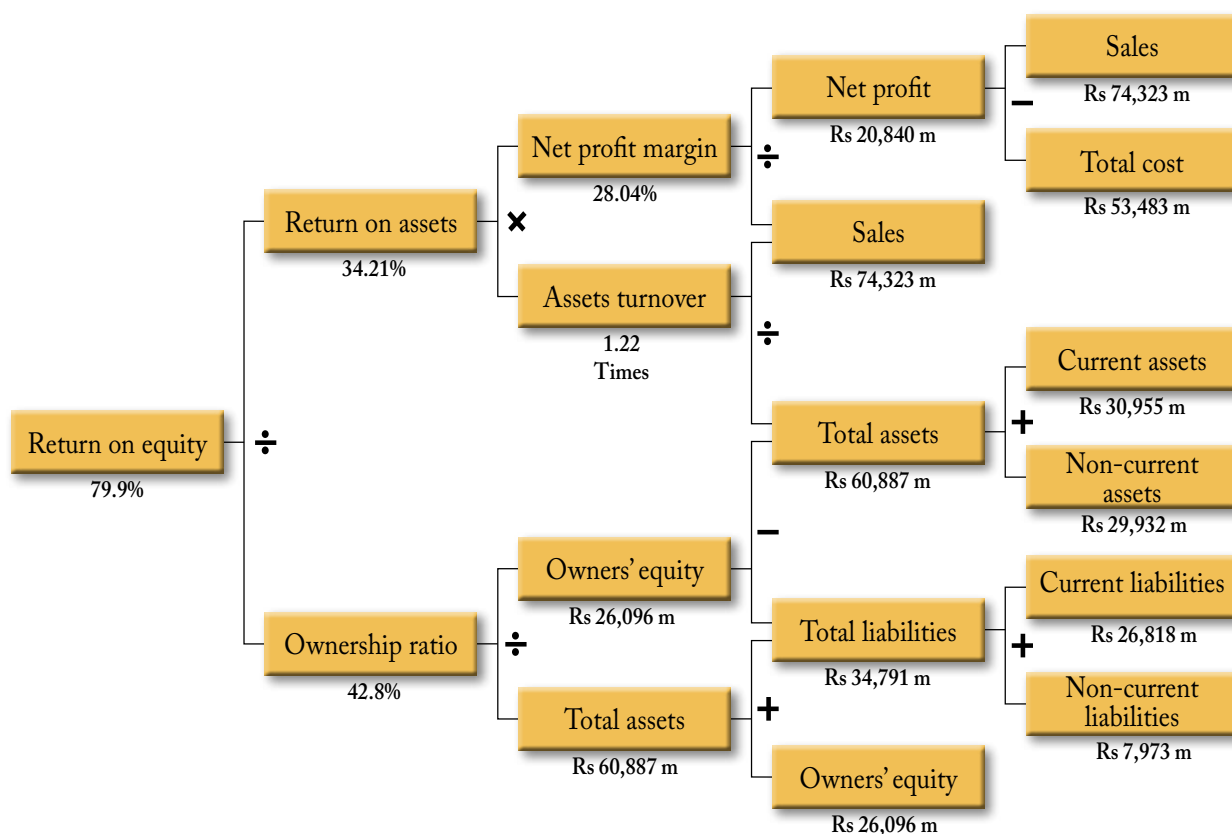 Sales
Rs 74,323 m
–
Total cost
Rs 53,483 m
Net profit
Rs 20,840 m
÷
Sales
Rs 74,323 m
Net profit margin
28.04%
×
Assets turnover
1.22
Times
÷
Return on assets
34.21%
Current assets
Rs 30,955 m
+
Non-current
assets
Rs 29,932 m
Total assets
Rs 60,887 m
Return on equity
79.9%
÷
–
Owners’ equity
Rs 26,096 m
÷
Ownership ratio
42.8%
Total assets
Rs 60,887 m
Total liabilities
Rs 34,791 m
+
Owners’ equity
Rs 26,096 m
Current liabilities
Rs 26,818 m
+
Non-current
liabilities
Rs 7,973 m